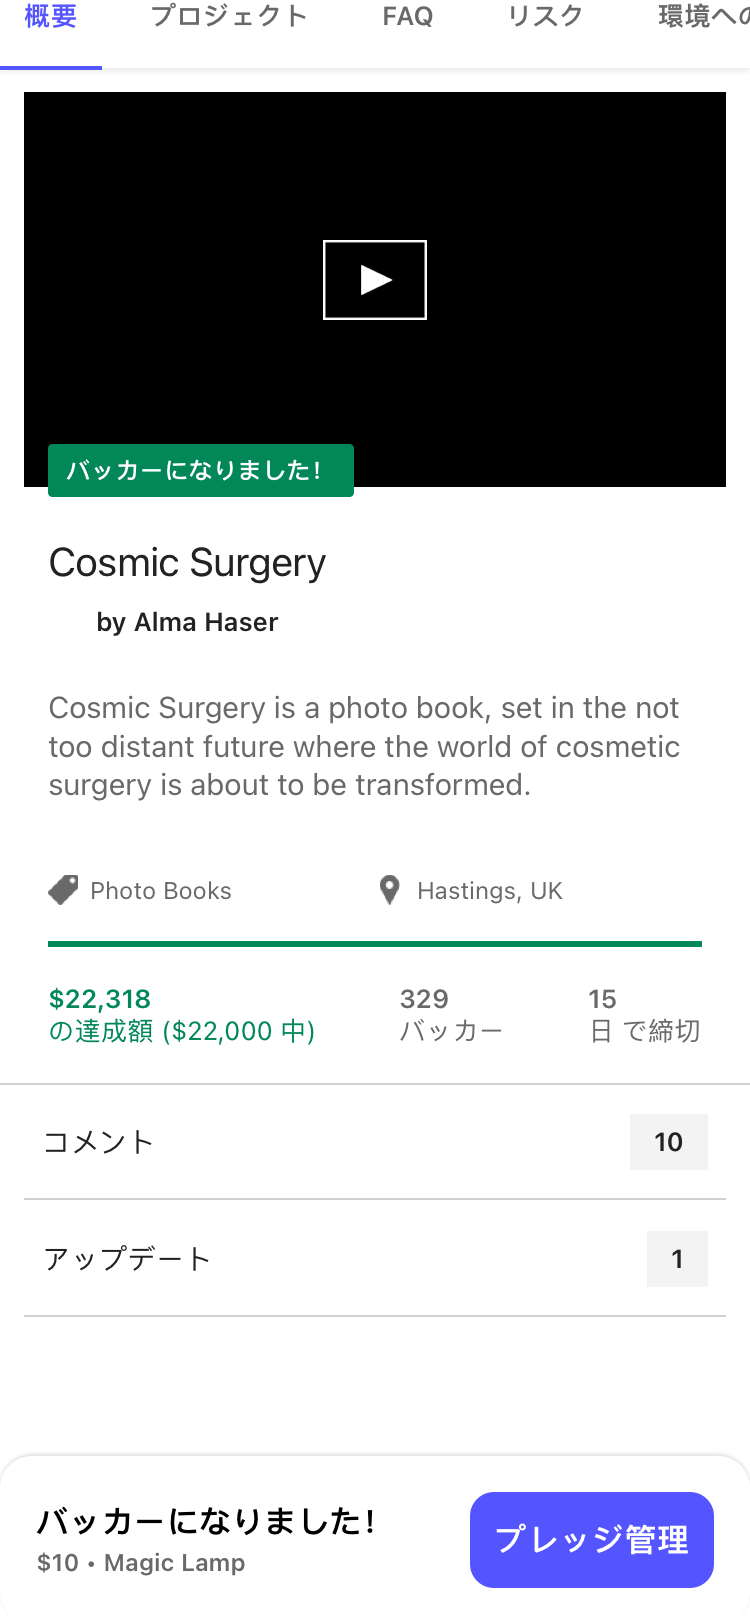 概要 プロジェクト FAQ リスク 環境への
バッカーになりました!
Cosmic Surgery
by Alma Haser
Cosmic Surgery is a photo book, set in the not
too distant future where the world of cosmetic
surgery is about to be transformed.
Photo Books Hastings, UK
$22,318 329 15
の達成額 ($22,000 中) バッカー 日 で締切
コメント 10
アップデート 1
バッカーになりました!
$10 • Magic Lamp
プレッジ管理